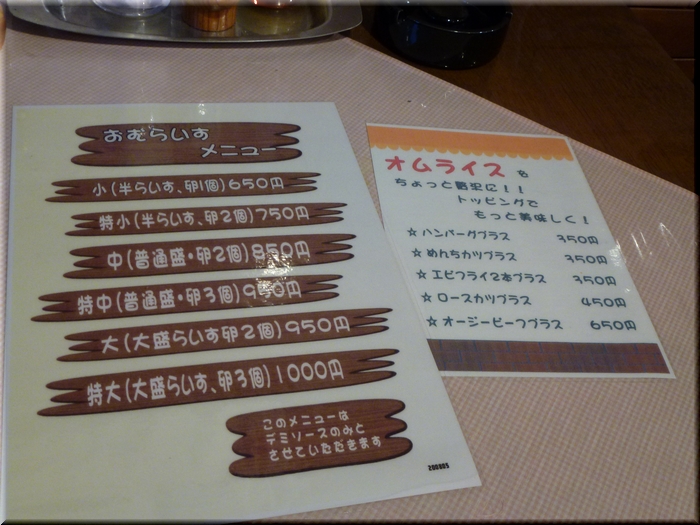 おむらいす
メニュー
小(半らいす、卵1個)650円
特小(半らいす、卵2個)750円
中(普通盛・卵2個)850円
特中(普通盛・卵3個)950円
大(大盛らいす卵2個)950円
特大(大盛らいす、卵3個)1000円
このメニューは
デミソースのみと
させていただきます
200805
オムライスを
ちょっと贅沢に!!
トッピングで
もっと美味しく!
☆ハンバーグプラス 350円
☆めんちカツプラス 350円
☆エビフライ2本プラス 350円
☆ロースカツプラス 450円
☆オージービーフプラス 650円